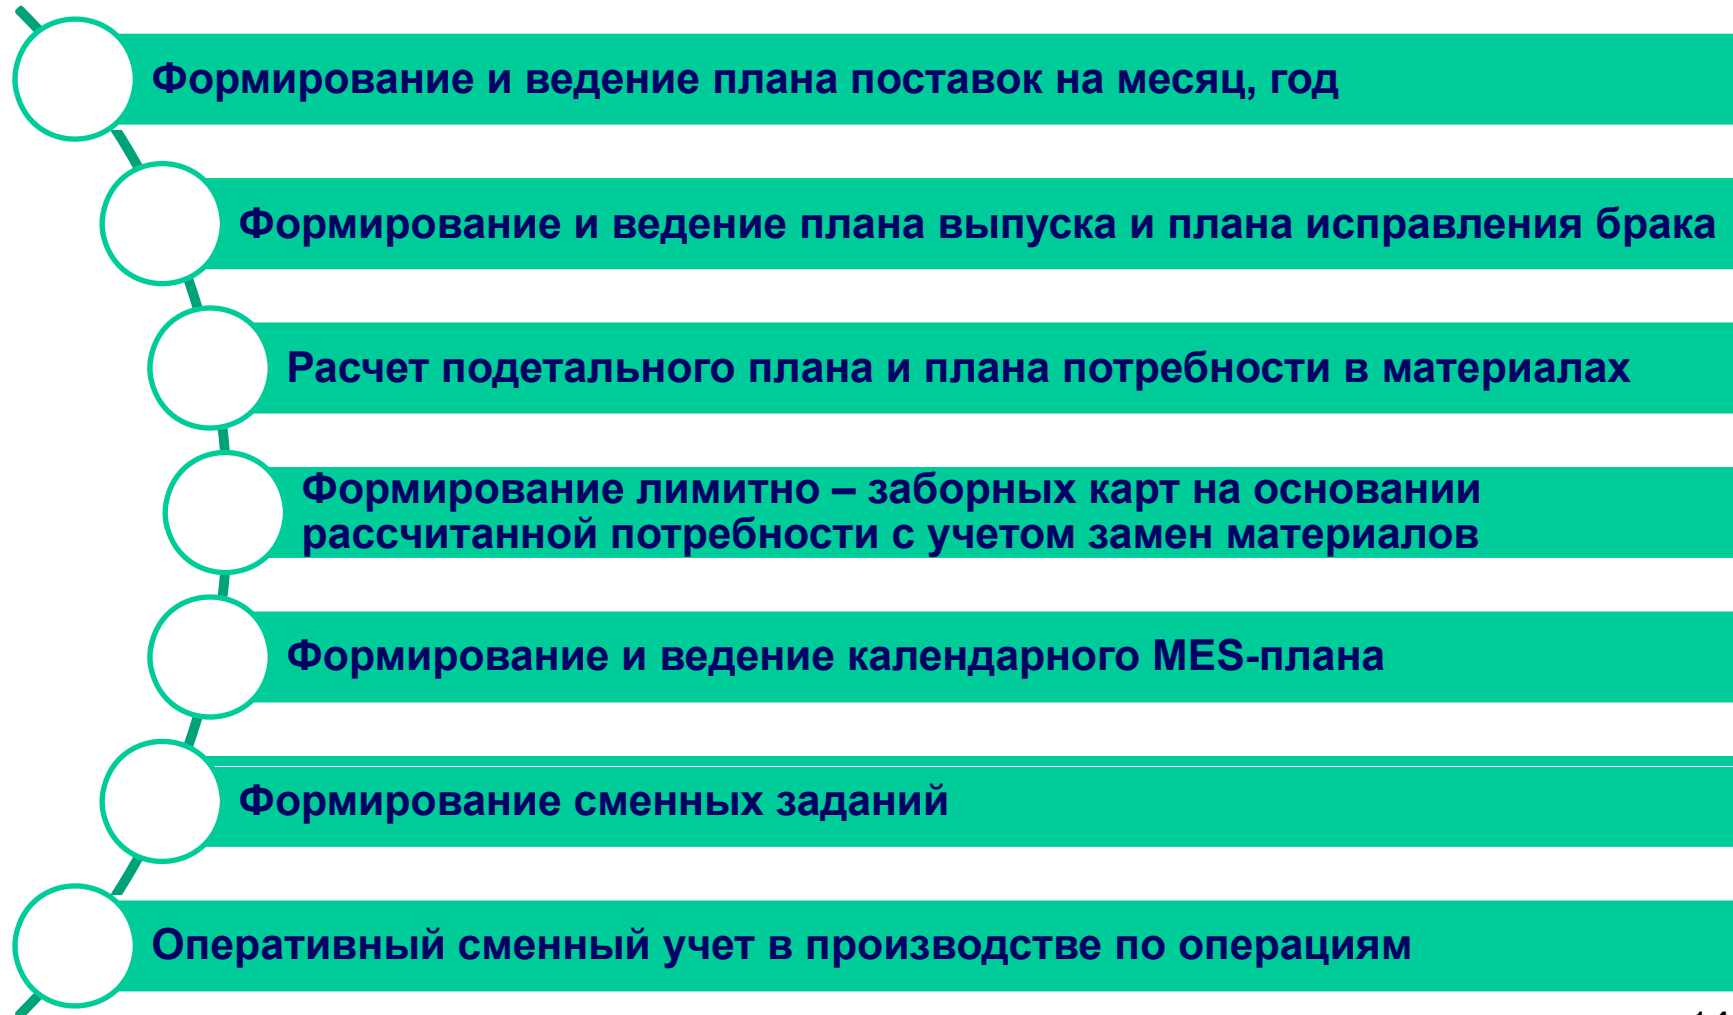 Формирование и ведение плана поставок на месяц, год
Формирование и ведение плана выпуска и плана исправления брака
Расчет подетального плана и плана потребности в материалах
Формирование лимитно – заборных карт на основании
рассчитанной потребности с учетом замен материалов
Формирование и ведение календарного MES-плана
Формирование сменных заданий
Оперативный сменный учет в производстве по операциям